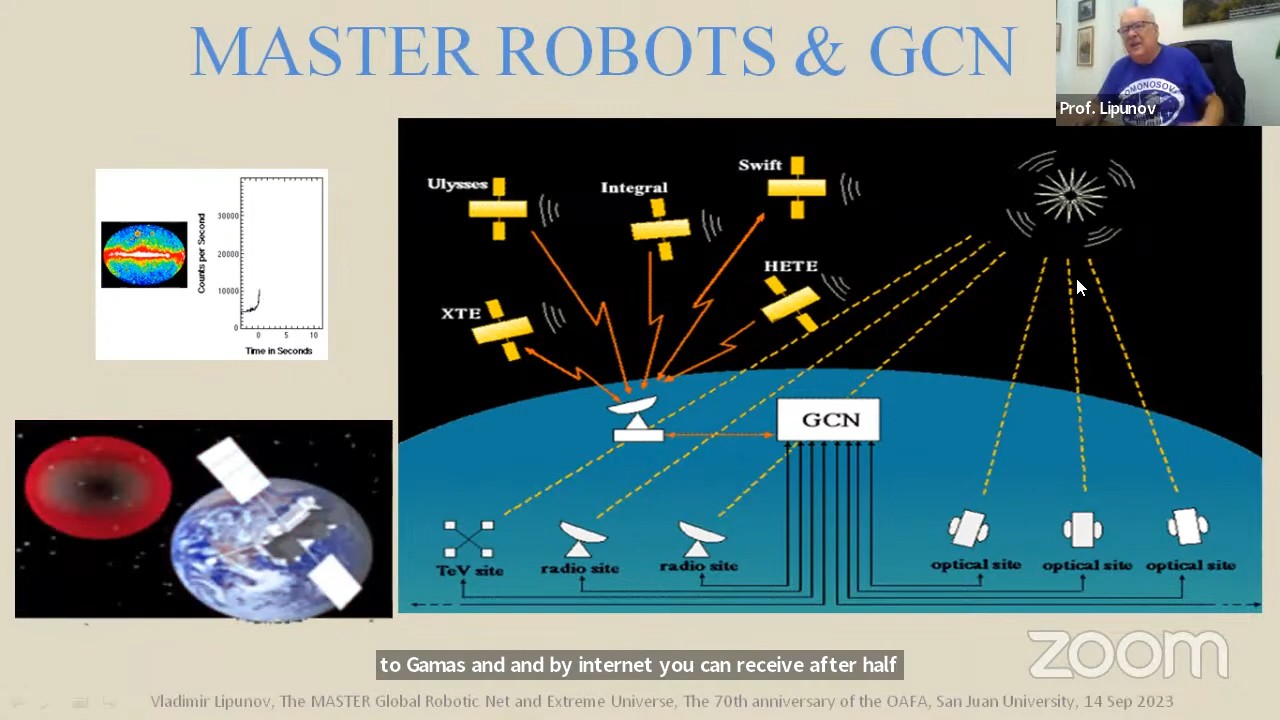 MASTER ROBOTS & GCN
OMONOSOV
Prof. Lipunov
Ulysses
Integral
Swift
XTE
HETE
Counts per Second
30000
20000
10000
0
0 5 10
Time in Seconds
GCN
TeV site
radio site
radio site
optical site
optical site
optical site
to Gamas and and by internet you can receive after half
zoom
Vladimir Lipunov, The MASTER Global Robotic Net and Extreme Universe, The 70th anniversary of the OAFA, San Juan University, 14 Sep 2023